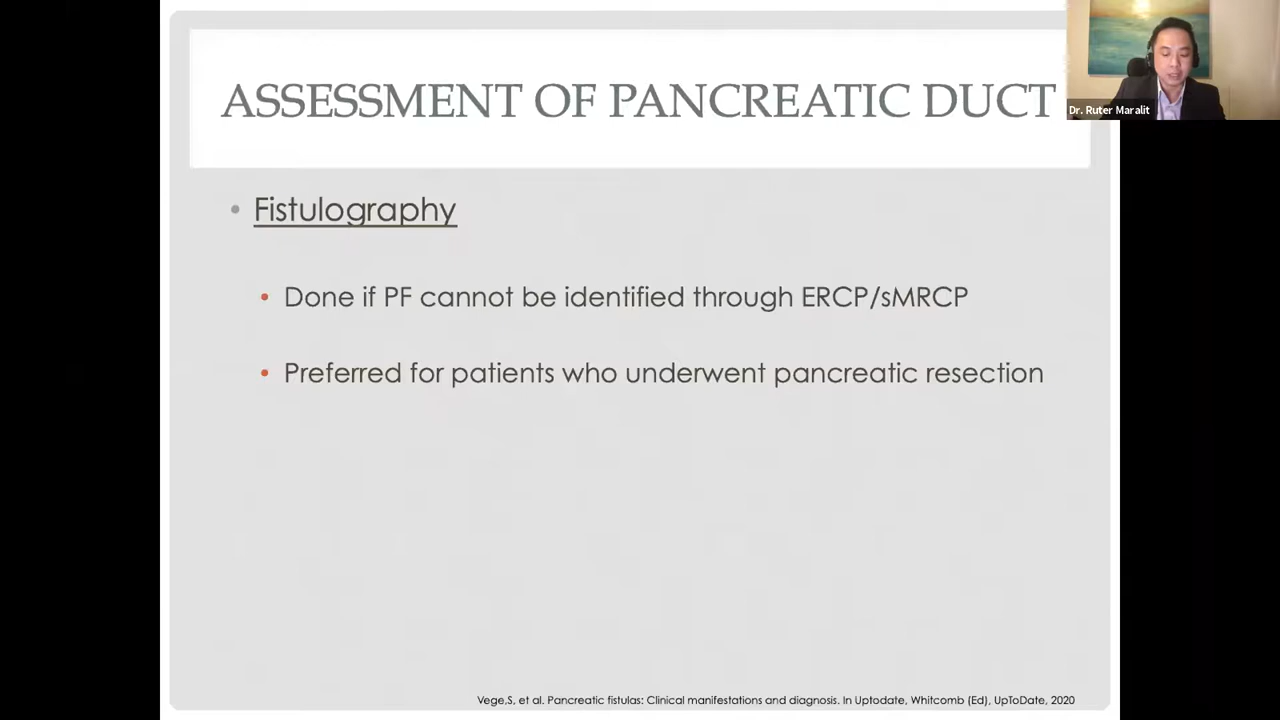 ASSESSMENT OF PANCREATIC DUCT
Dr. Ruter Maralit
• Fistulography
• Done if PF cannot be identified through ERCP/sMRCP
• Preferred for patients who underwent pancreatic resection
Vege,S, et al. Pancreatic fistulas: Clinical manifestations and diagnosis. In Uptodate, Whitcomb (Ed), UpToDate, 2020